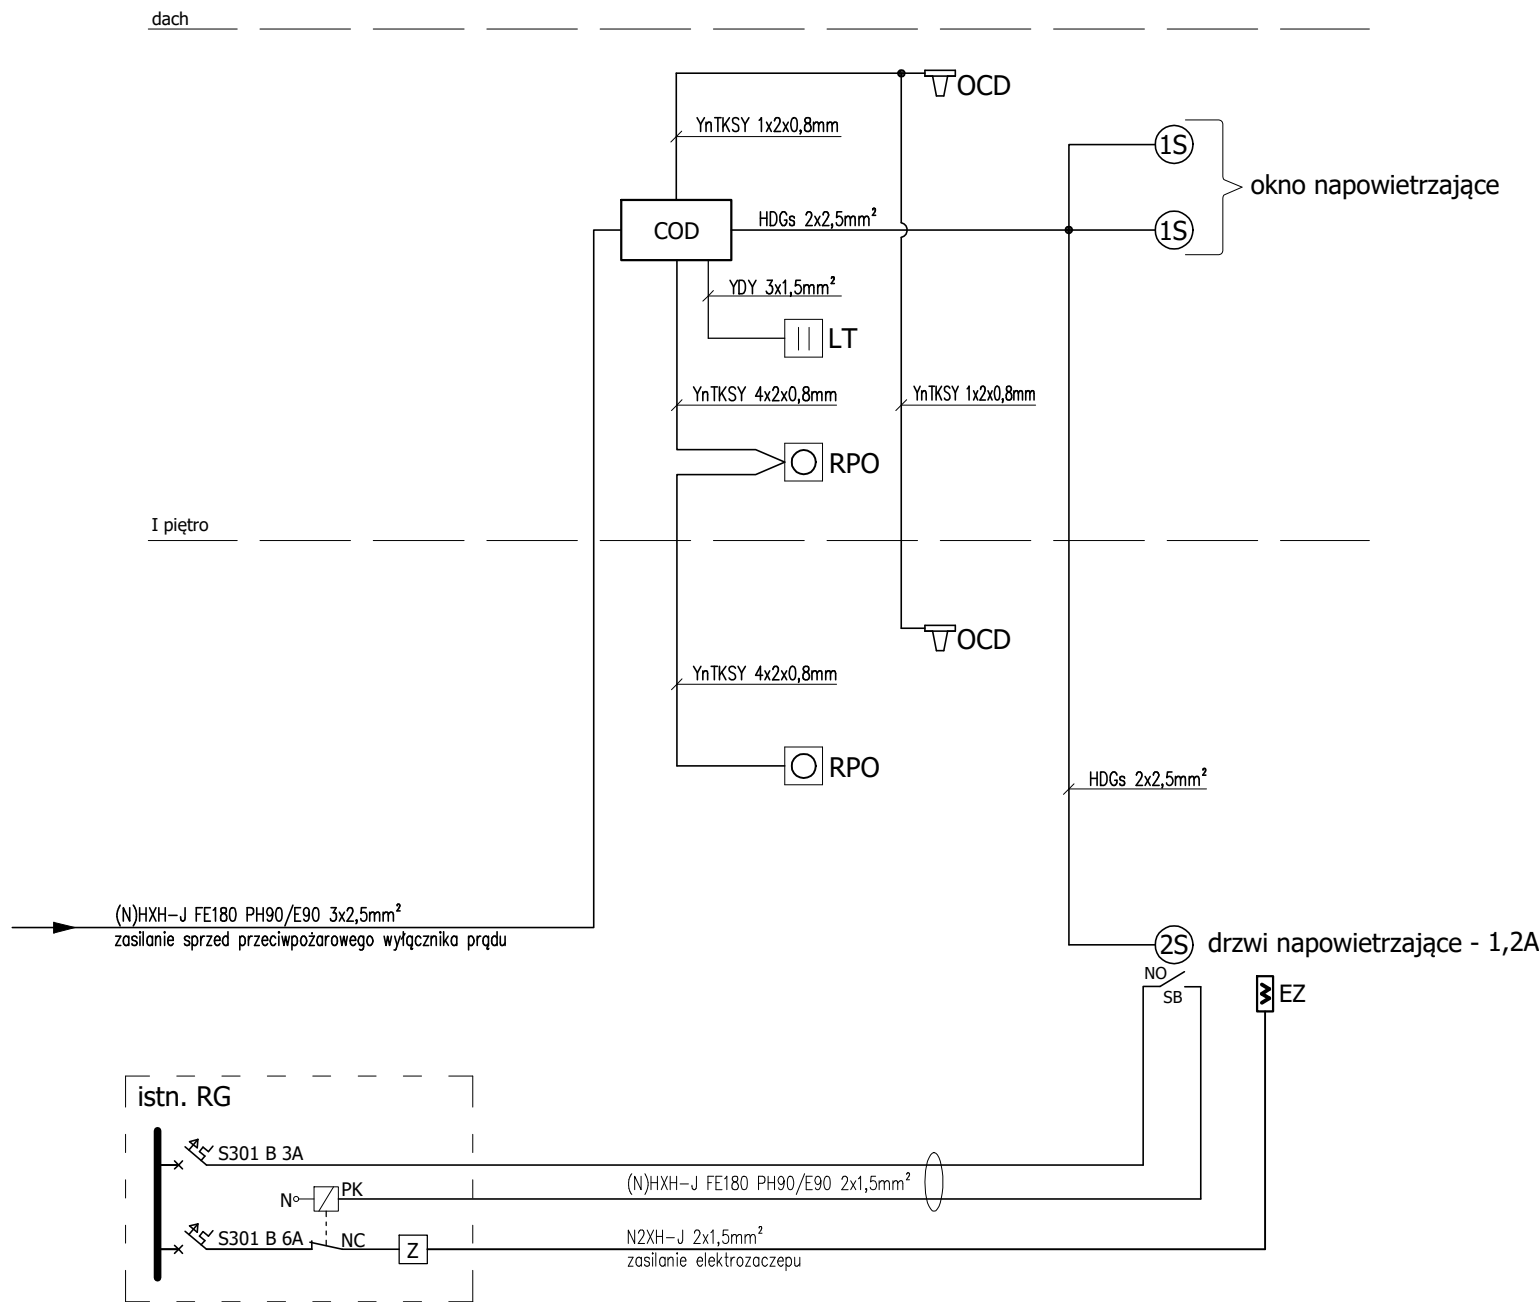 dach
OCD
YnTKSY 1x2x0,8mm
1S
okno napowietrzające
COD
HDGs 2x2,5mm²
1S
YDY 3x1,5mm²
LT
YnTKSY 4x2x0,8mm
YnTKSY 1x2x0,8mm
RPO
I piętro
OCD
YnTKSY 4x2x0,8mm
RPO
HDGs 2x2,5mm²
(N)HXH-J FE180 PH90/E90 3x2,5mm²
zasilanie sprzed przeciwpożarowego wyłącznika prądu
2S
drzwi napowietrzające - 1,2A
NO
SB
EZ
istn. RG
S301 B 3A
(N)HXH-J FE180 PH90/E90 2x1,5mm²
N
PK
S301 B 6A
NC
Z
N2XH-J 2x1,5mm²
zasilanie elektrozaczepu